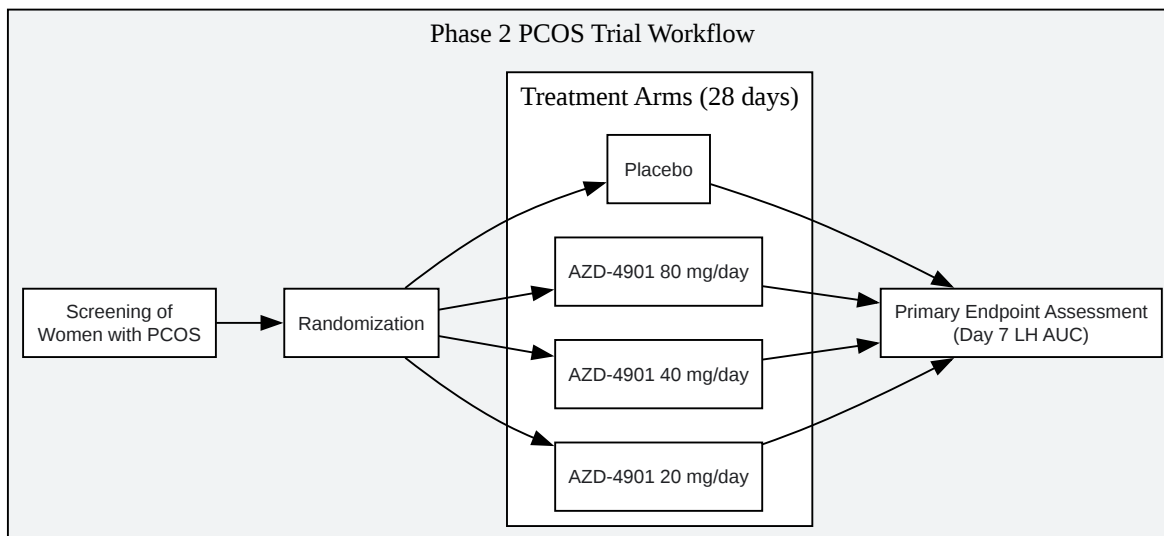 Phase 2 PCOS Trial Workflow
Treatment Arms (28 days)
Placebo
AZD-4901 80 mg/day
Screening of
Women with PCOS
Randomization
Primary Endpoint Assessment
(Day 7 LH AUC)
AZD-4901 40 mg/day
AZD-4901 20 mg/day